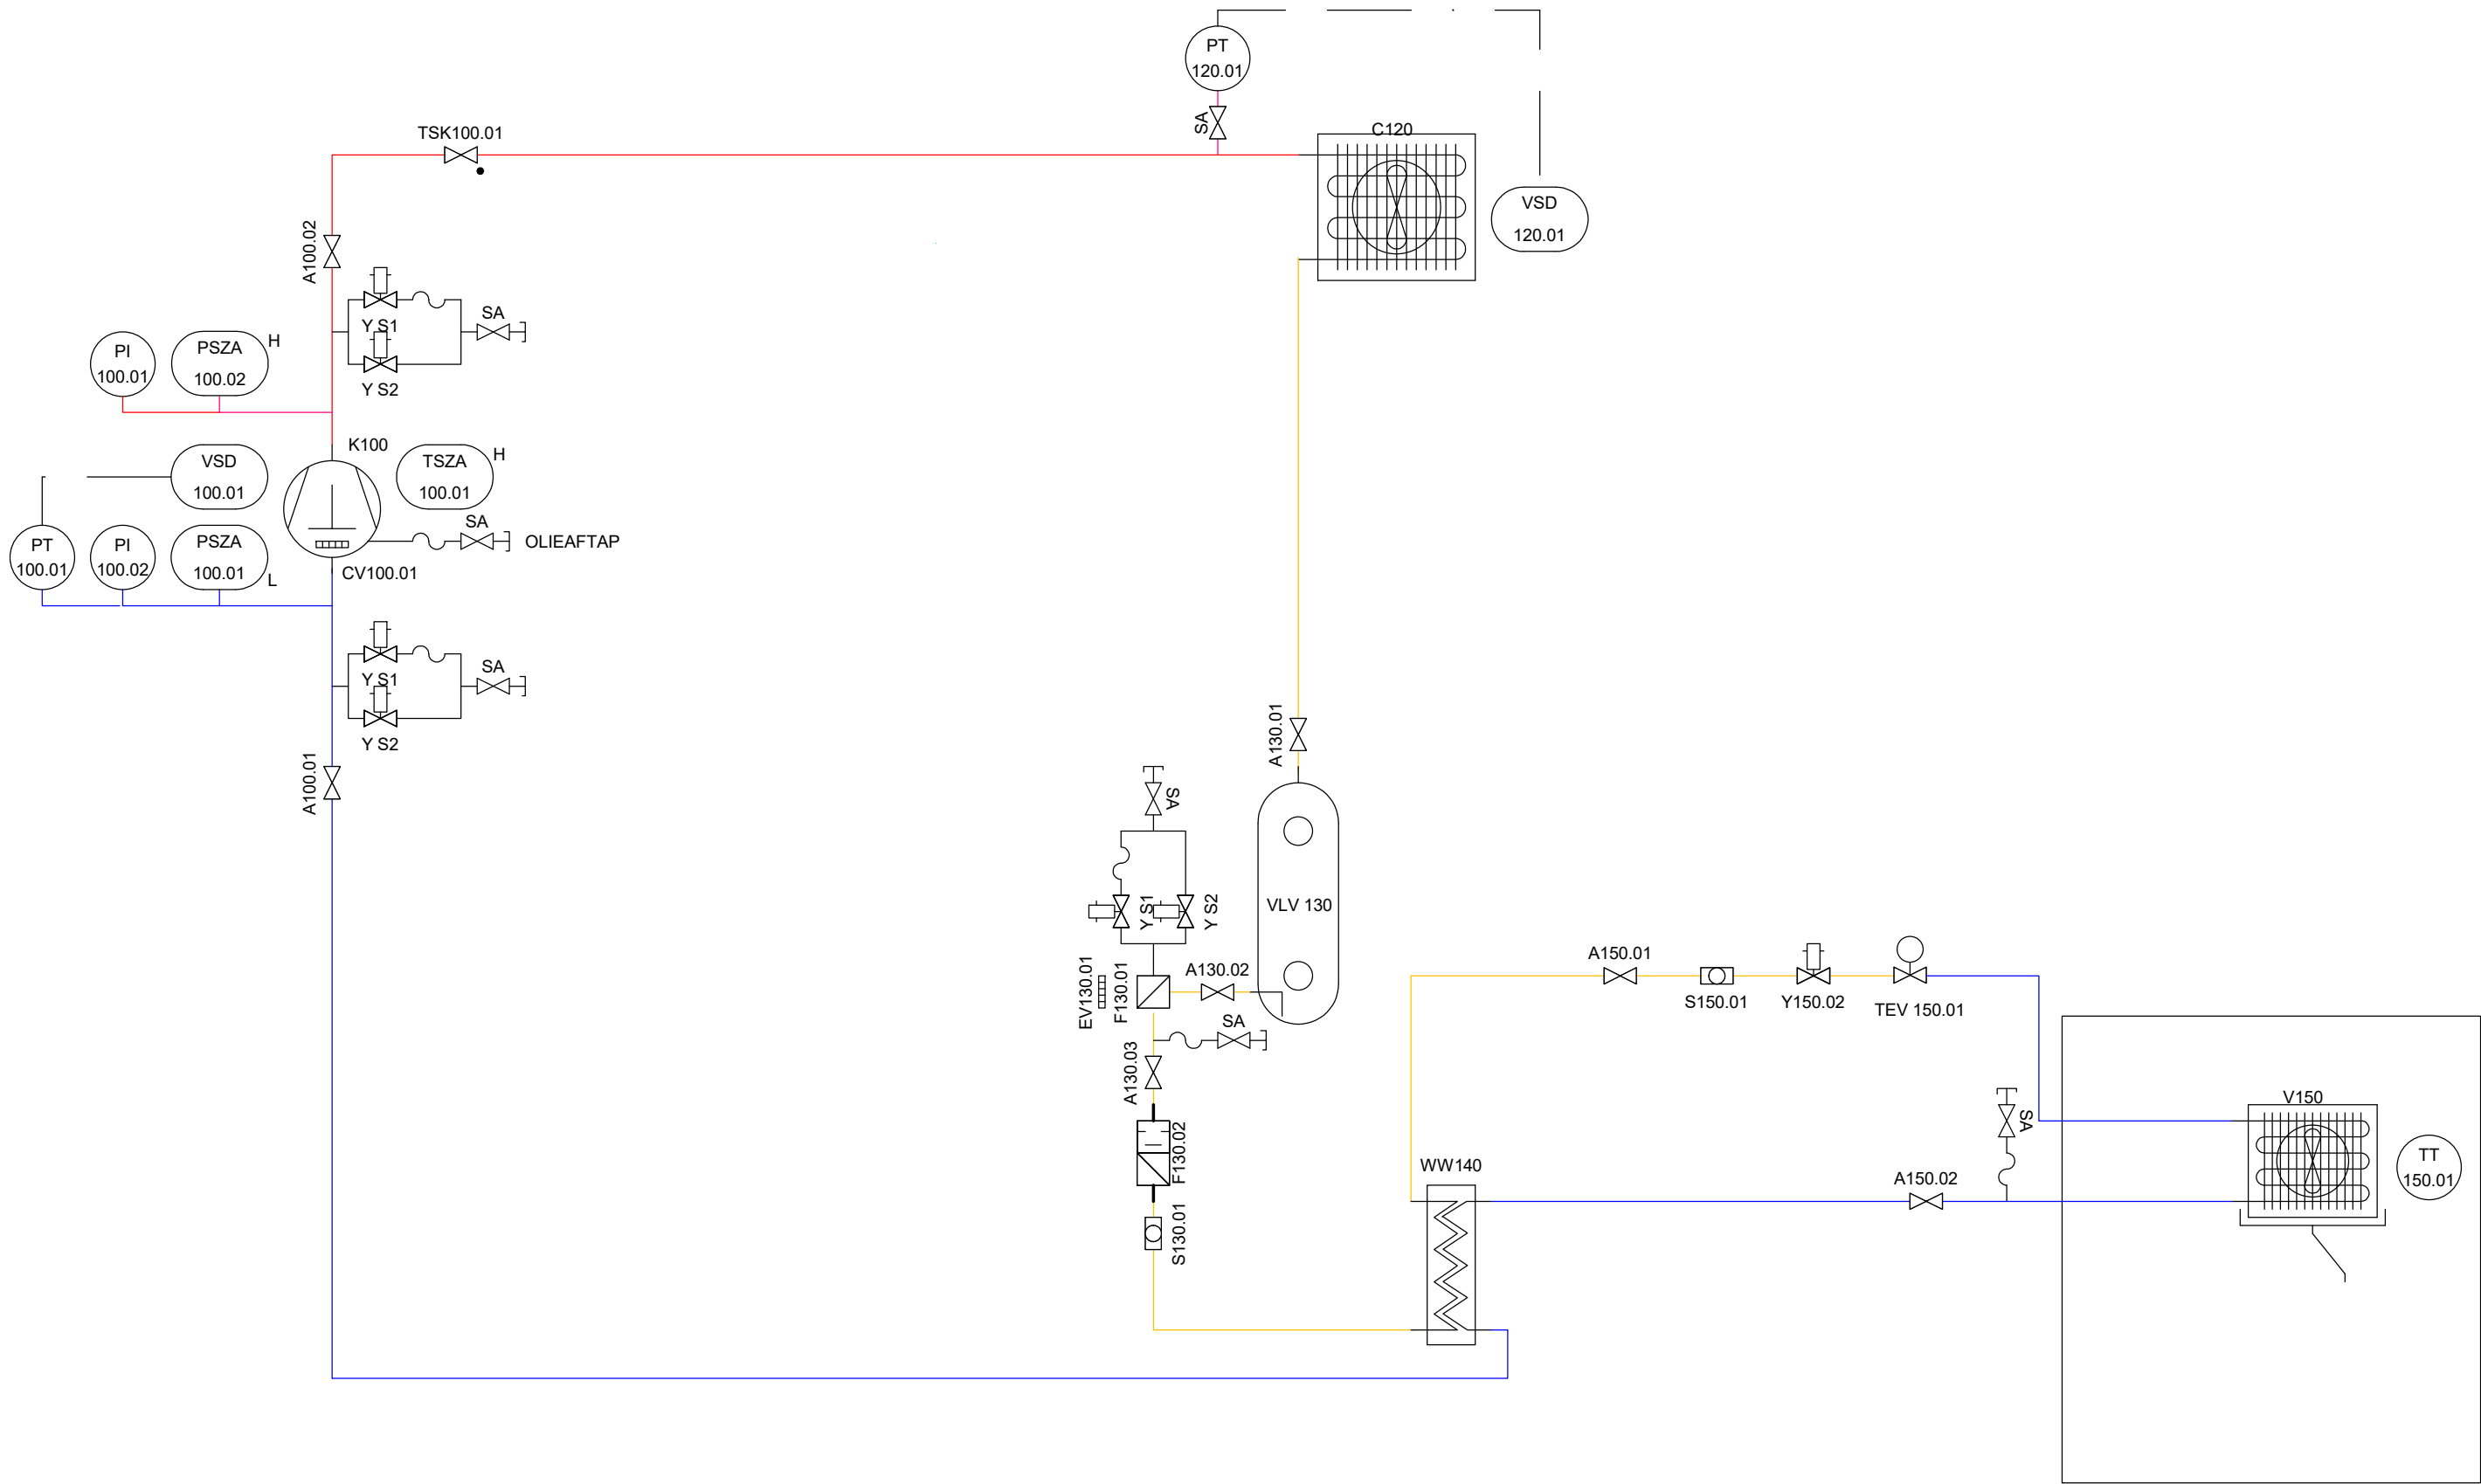 PT
120.01
SA
C120
TSK100.01
VSD
120.01
A100.02
Y S1
SA
Y S2
PI
100.01
PSZA
100.02
H
K100
VSD
100.01
TSZA
100.01
H
SA
OLIEAFTAP
PT
100.01
PI
100.02
PSZA
100.01
L
CV100.01
Y S1
SA
Y S2
A100.01
A130.01
SA
Y S1
Y S2
VLV 130
EV130.01
F130.01
A130.02
SA
A130.03
F130.02
S130.01
A150.01
S150.01
Y150.02
TEV 150.01
WW140
A150.02
SA
V150
TT
150.01